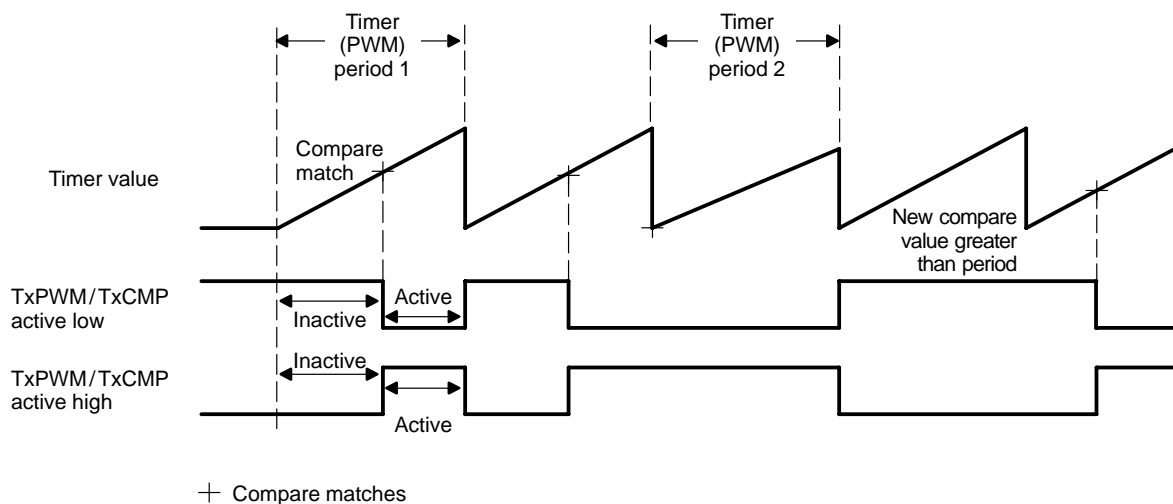 Timer
(PWM)
period 1
Timer
(PWM)
period 2
Compare
match
Timer value
New compare
value greater
than period
TxPWM/TxCMP
active low
Active
Inactive
Inactive
TxPWM/TxCMP
active high
Active
+ Compare matches